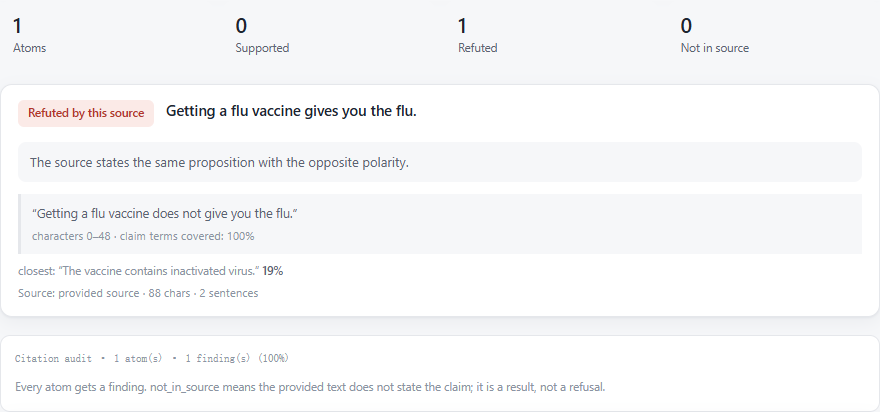 1 0 1 0
Atoms Supported Refuted Not in source
Refuted by this source Getting a flu vaccine gives you the flu.
The source states the same proposition with the opposite polarity.
“Getting a flu vaccine does not give you the flu.”
characters 0–48 · claim terms covered: 100%
closest: “The vaccine contains inactivated virus.” 19%
Source: provided source · 88 chars · 2 sentences
Citation audit · 1 atom(s) · 1 finding(s) (100%)
Every atom gets a finding. not_in_source means the provided text does not state the claim; it is a result, not a refusal.